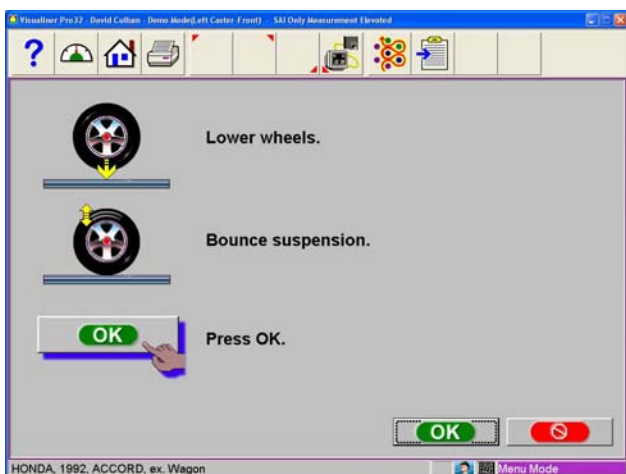 Visualiner Pro32 - David Cullum - Demo Mode(Left Caster-Front) - SAI Only Measurement Elevated
?
Lower wheels.
Bounce suspension.
OK
Press OK.
OK
HONDA, 1992, ACCORD, ex. Wagon
Menu Mode